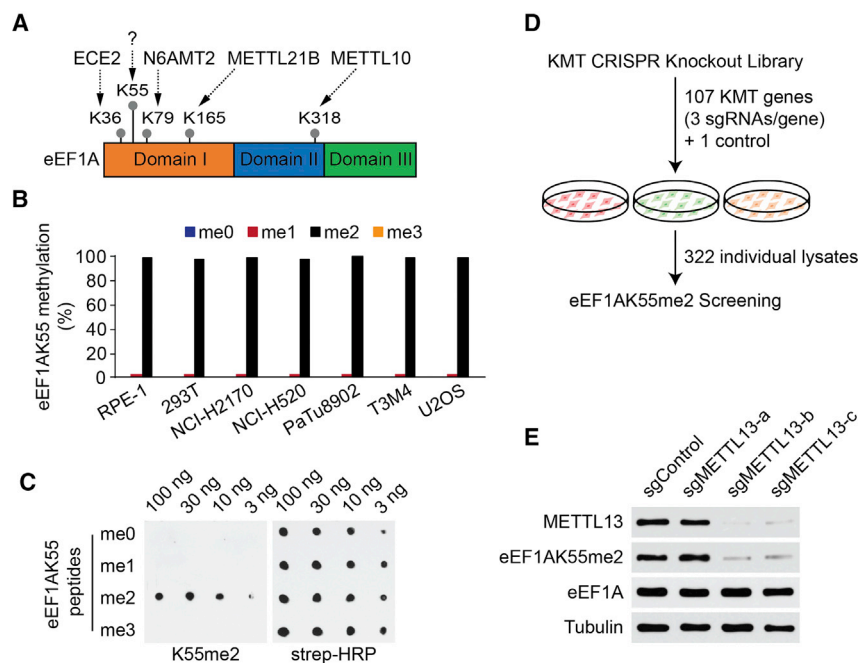 A
?
ECE2 N6AMT2 METTL21B METTL10
K55
K36 K79 K165 K318
eEF1A Domain I Domain II Domain III
B
me0 me1 me2 me3
eEF1AK55 methylation
(%)
100
80
60
40
20
0
RPE-1
293T
NCI-H2170
NCI-H520
PaTu8902
T3M4
U2OS
C
100 ng 30 ng 10 ng 3 ng 100 ng 30 ng 10 ng 3 ng
eEF1AK55
peptides
me0
me1
me2
me3
K55me2 strep-HRP
D
KMT CRISPR Knockout Library
107 KMT genes
(3 sgRNAs/gene)
+ 1 control
322 individual lysates
eEF1AK55me2 Screening
E
sgControl
sgMETTL13-a
sgMETTL13-b
sgMETTL13-c
METTL13
eEF1AK55me2
eEF1A
Tubulin